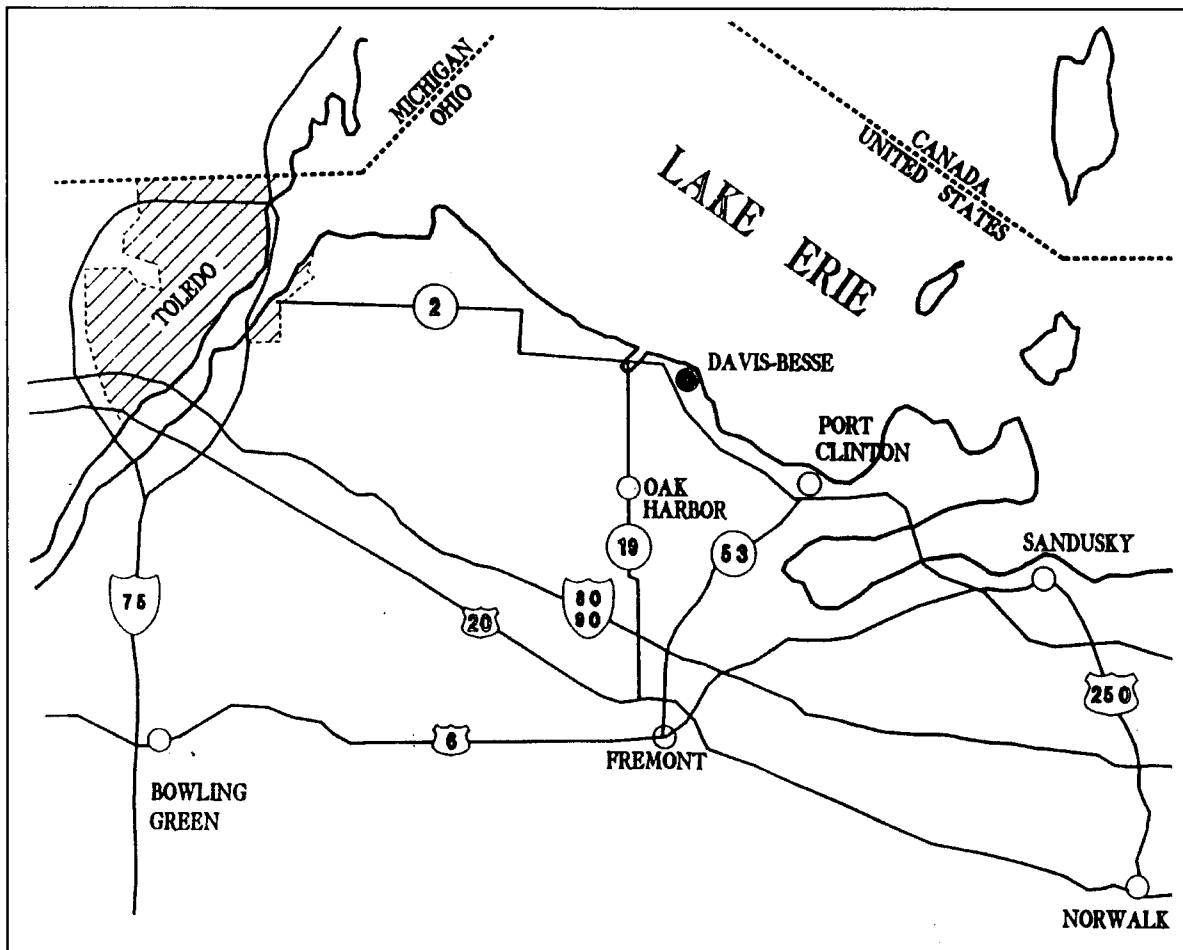 MICHIGAN
OHIO
CANADA
UNITED STATES
LAKE ERIE
TOLEDO
2
DAVIS-BESSE
PORT
CLINTON
OAK
HARBOR
19
53
SANDUSKY
75
80
90
20
250
6
FREMONT
BOWLING
GREEN
NORWALK